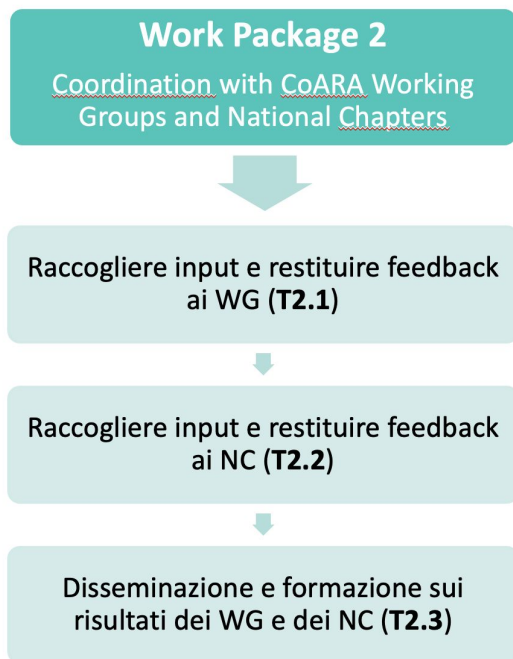 Work Package 2
Coordination with CoARA Working
Groups and National Chapters
Raccogliere input e restituire feedback
ai WG (T2.1)
Raccogliere input e restituire feedback
ai NC (T2.2)
Disseminazione e formazione sui
risultati dei WG e dei NC (T2.3)